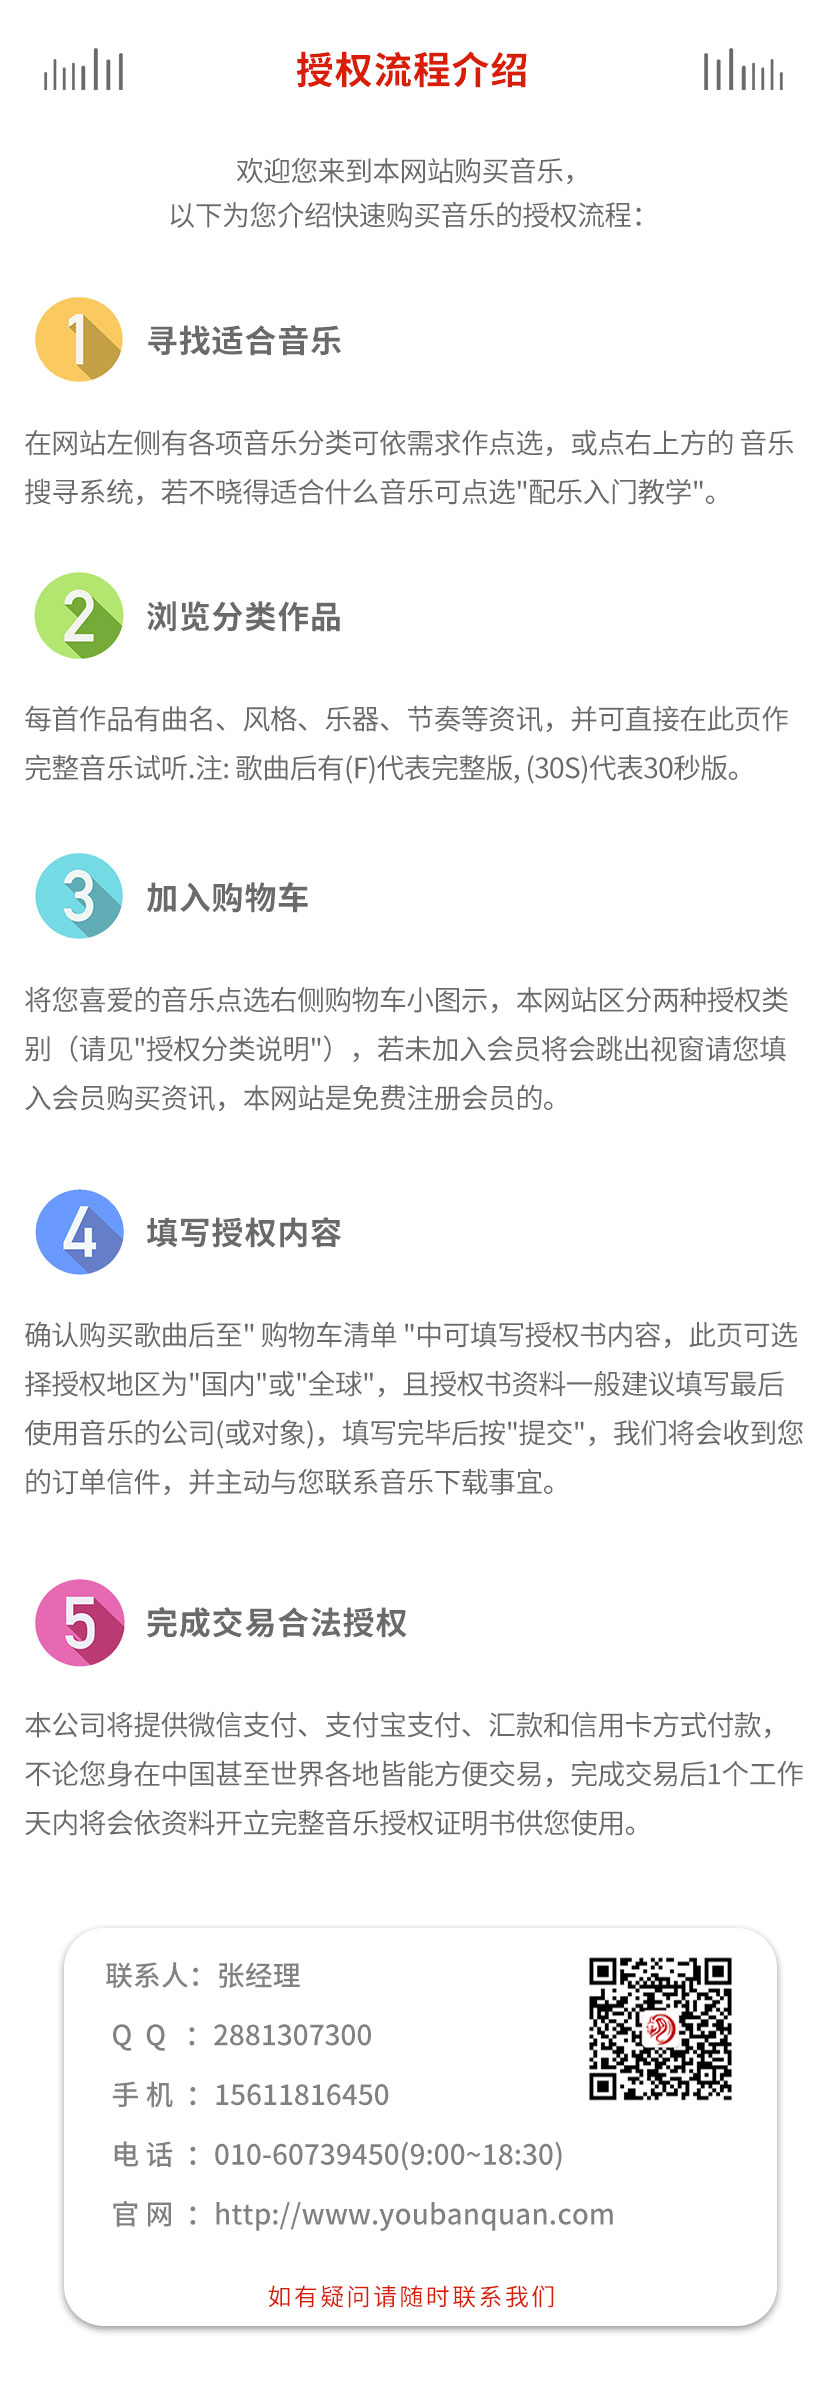 授权流程介绍
欢迎您来到本网站购买音乐，
以下为您介绍快速购买音乐的授权流程：
1 寻找适合音乐
在网站左侧有各项音乐分类可依需求作点选，或点右上方的 音乐
搜寻系统，若不晓得适合什么音乐可点选"配乐入门教学"。
2 浏览分类作品
每首作品有曲名、风格、乐器、节奏等资讯，并可直接在此页作
完整音乐试听.注: 歌曲后有(F)代表完整版, (30S)代表30秒版。
3 加入购物车
将您喜爱的音乐点选右侧购物车小图示，本网站区分两种授权类
别（请见"授权分类说明"），若未加入会员将会跳出视窗请您填
入会员购买资讯，本网站是免费注册会员的。
4 填写授权内容
确认购买歌曲后至" 购物车清单 "中可填写授权书内容，此页可选
择授权地区为"国内"或"全球"，且授权书资料一般建议填写最后
使用音乐的公司(或对象)，填写完毕后按"提交"，我们将会收到您
的订单信件，并主动与您联系音乐下载事宜。
5 完成交易合法授权
本公司将提供微信支付、支付宝支付、汇款和信用卡方式付款，
不论您身在中国甚至世界各地皆能方便交易，完成交易后1个工作
天内将会依资料开立完整音乐授权证明书供您使用。
联系人：张经理
Q Q ：2881307300
手 机 ：15611816450
电 话 ：010-60739450(9:00~18:30)
官 网 ：http://www.youbanquan.com
如有疑问请随时联系我们